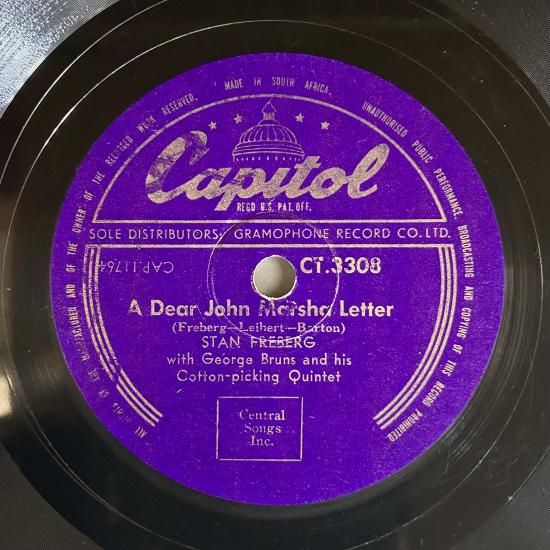 MADE IN SOUTH AFRICA.
ALL RIGHTS OF THE MANUFACTURER AND OF THE OWNER OF THE RECORDED WORK RESERVED.
UNAUTHORISED PUBLIC PERFORMANCE, BROADCASTING AND COPYING OF THIS RECORD PROHIBITED
Capitol
REGD U.S. PAT. OFF.
SOLE DISTRIBUTORS: GRAMOPHONE RECORD CO. LTD.
CAP.11764
CT.3308
A Dear John Marsha Letter
(Freberg—Leibert—Barton)
STAN FREBERG
with George Bruns and his
Cotton-picking Quintet
Central
Songs
Inc.